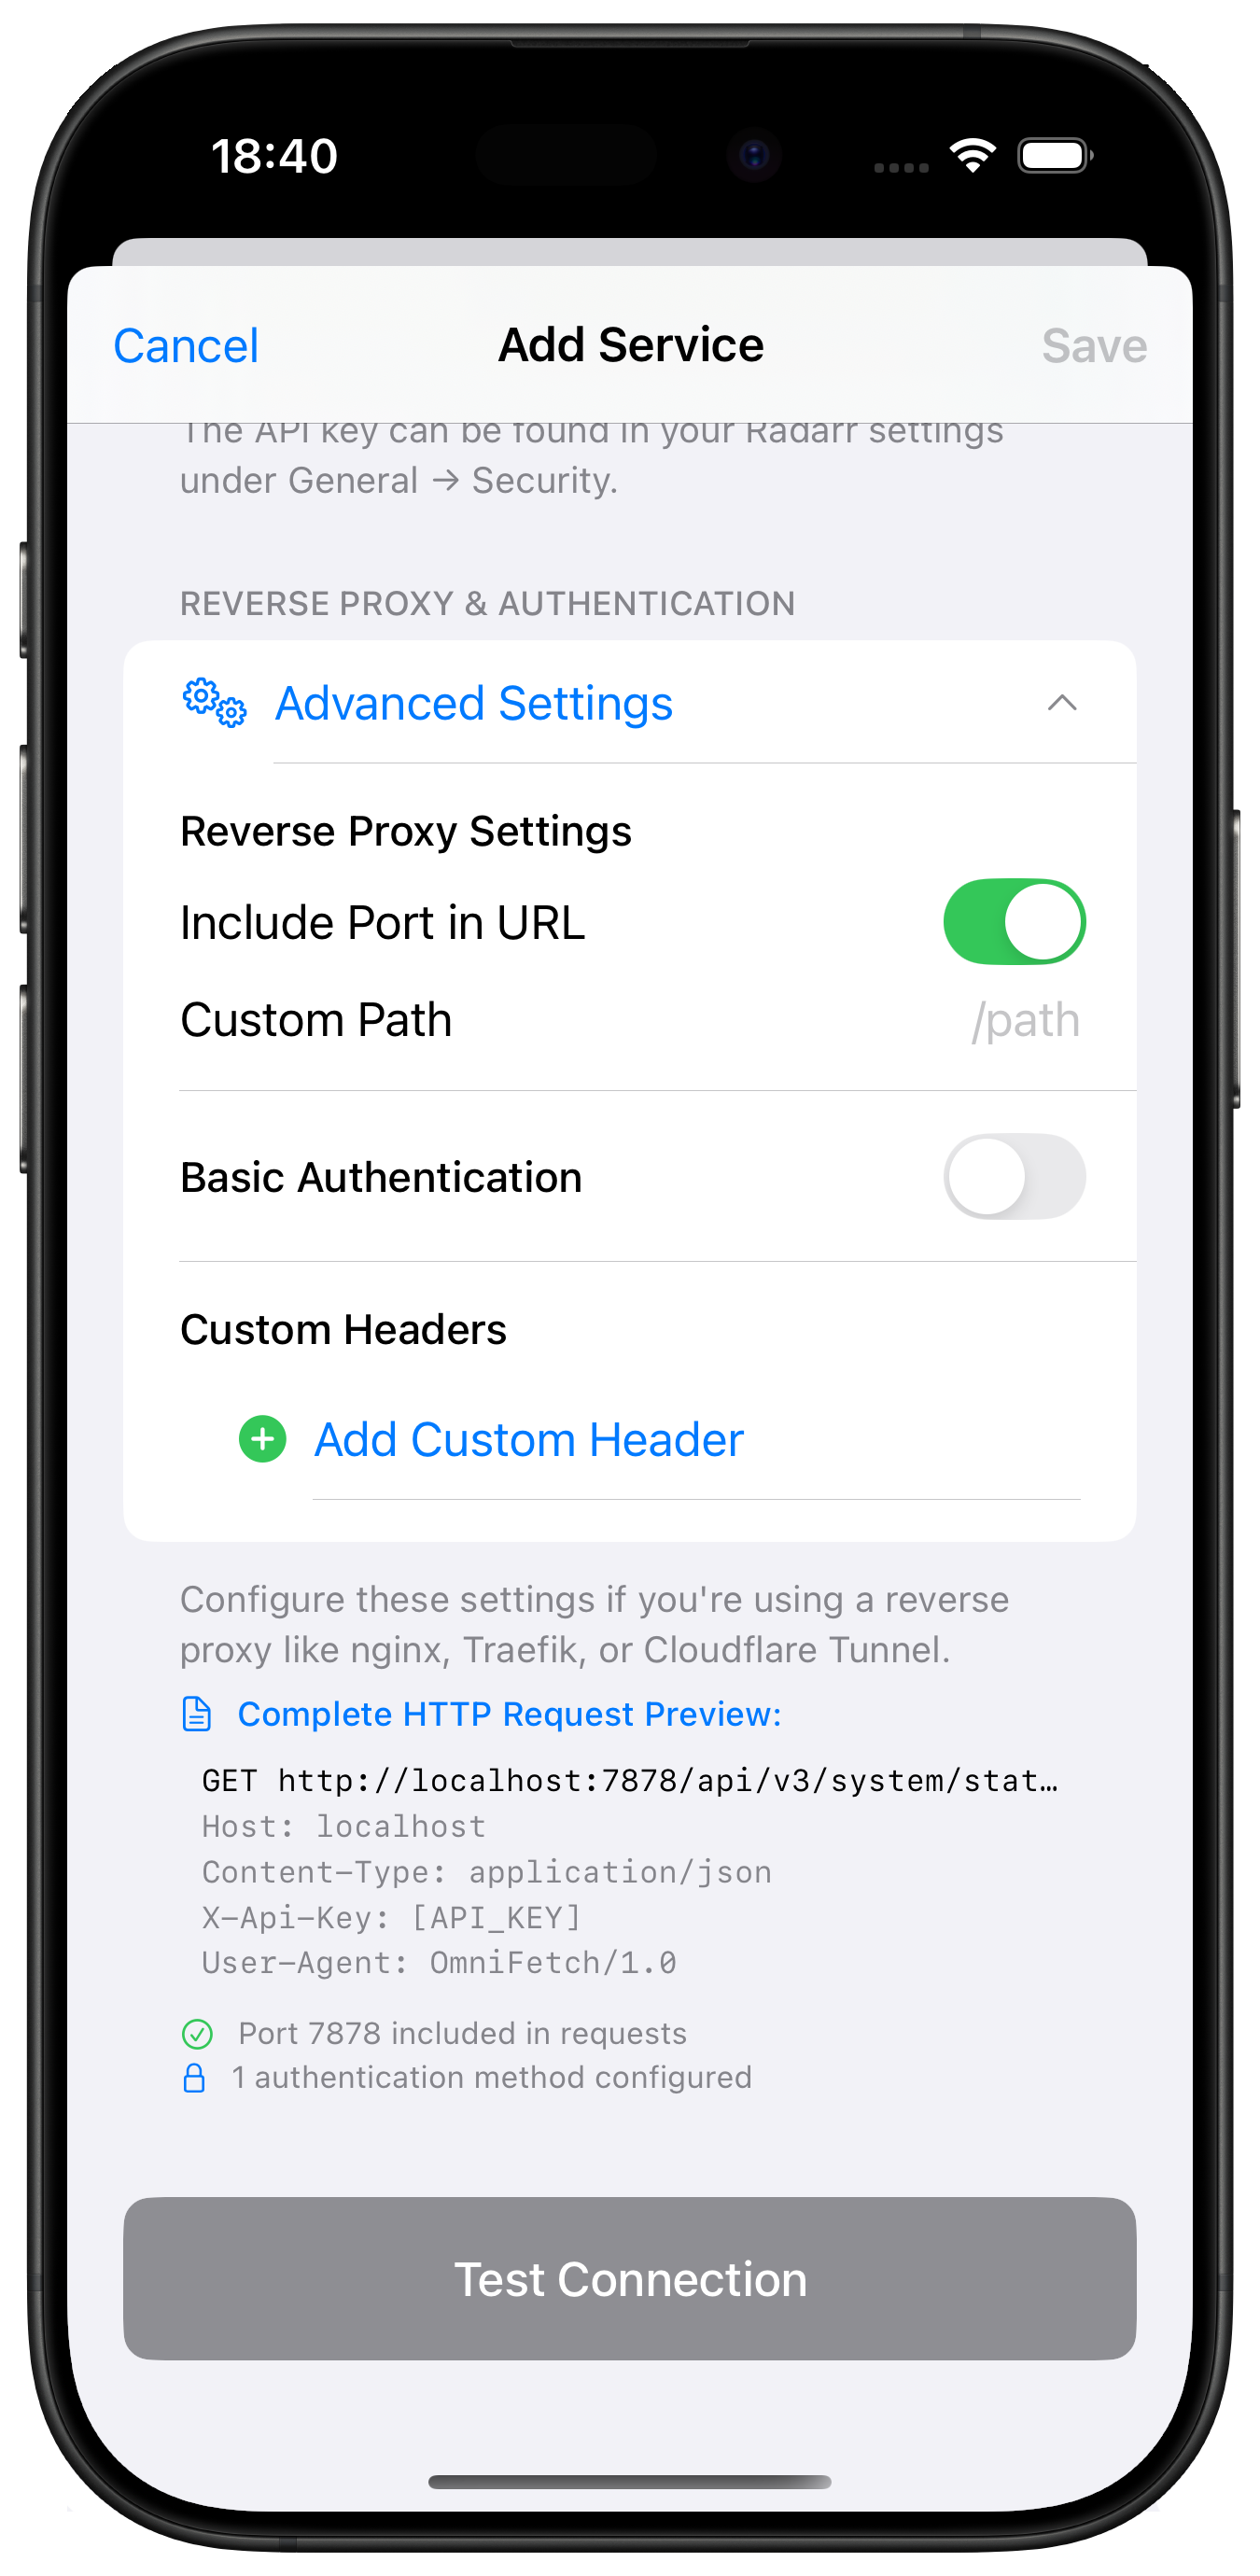 18:40
Cancel
Add Service
Save
The API key can be found in your Radarr settings
under General → Security.
REVERSE PROXY & AUTHENTICATION
Advanced Settings
Reverse Proxy Settings
Include Port in URL
Custom Path
/path
Basic Authentication
Custom Headers
Add Custom Header
Configure these settings if you're using a reverse
proxy like nginx, Traefik, or Cloudflare Tunnel.
Complete HTTP Request Preview:
GET http://localhost:7878/api/v3/system/stat…
Host: localhost
Content-Type: application/json
X-Api-Key: [API_KEY]
User-Agent: OmniFetch/1.0
Port 7878 included in requests
1 authentication method configured
Test Connection